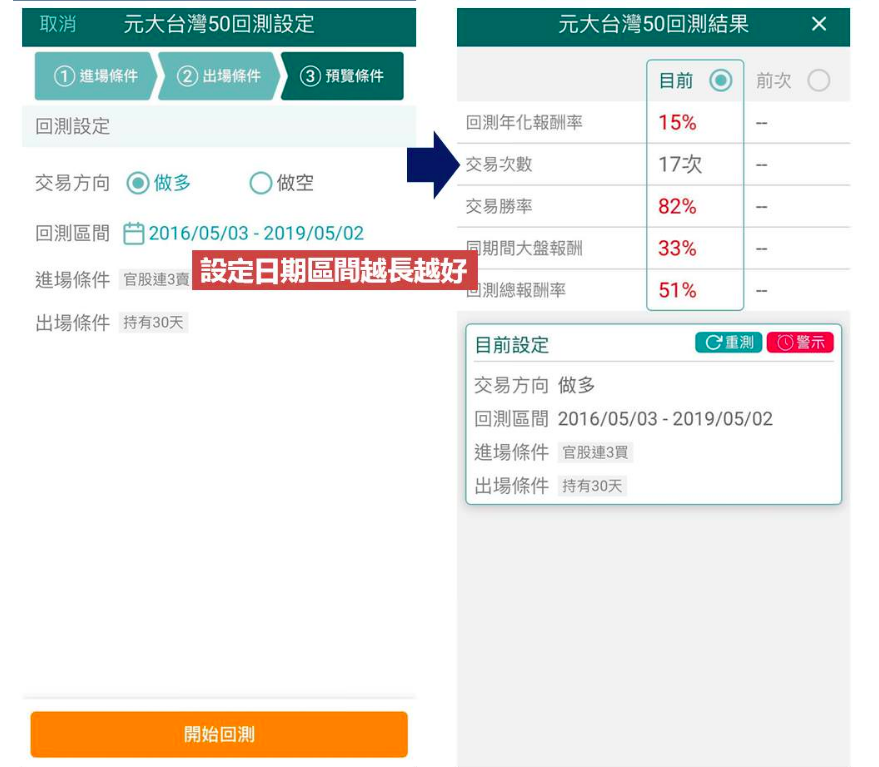 取消 元大台灣50回測設定
① 進場條件 ② 出場條件 ③ 預覽條件
回測設定
交易方向 做多 做空
回測區間 2016/05/03 - 2019/05/02
進場條件 官股連3賣
出場條件 持有30天
開始回測
設定日期區間越長越好
元大台灣50回測結果 ×
目前 前次
回測年化報酬率 15% --
交易次數 17次 --
交易勝率 82% --
同期間大盤報酬 33% --
回測總報酬率 51% --
目前設定 重測 警示
交易方向 做多
回測區間 2016/05/03 - 2019/05/02
進場條件 官股連3買
出場條件 持有30天